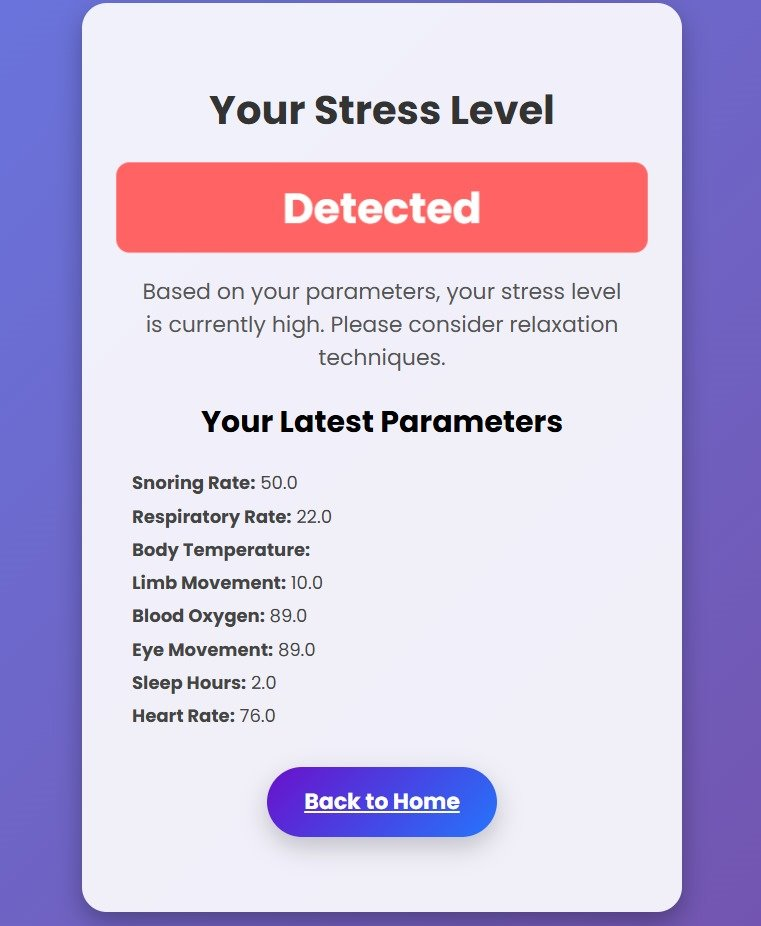 Your Stress Level
Detected
Based on your parameters, your stress level
is currently high. Please consider relaxation
techniques.
Your Latest Parameters
Snoring Rate: 50.0
Respiratory Rate: 22.0
Body Temperature:
Limb Movement: 10.0
Blood Oxygen: 89.0
Eye Movement: 89.0
Sleep Hours: 2.0
Heart Rate: 76.0
Back to Home